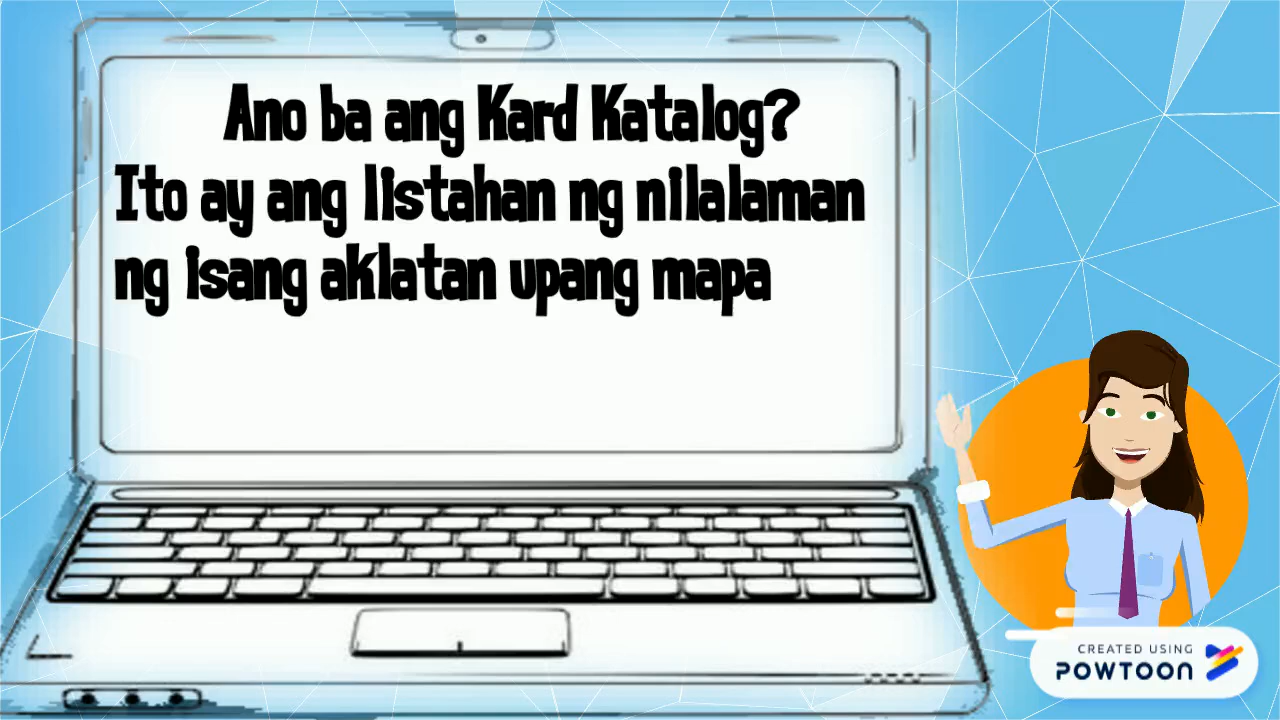 Ano ba ang Kard Katalog?
Ito ay ang listahan ng nilalaman
ng isang aklatan upang mapa
CREATED USING
POWTOON